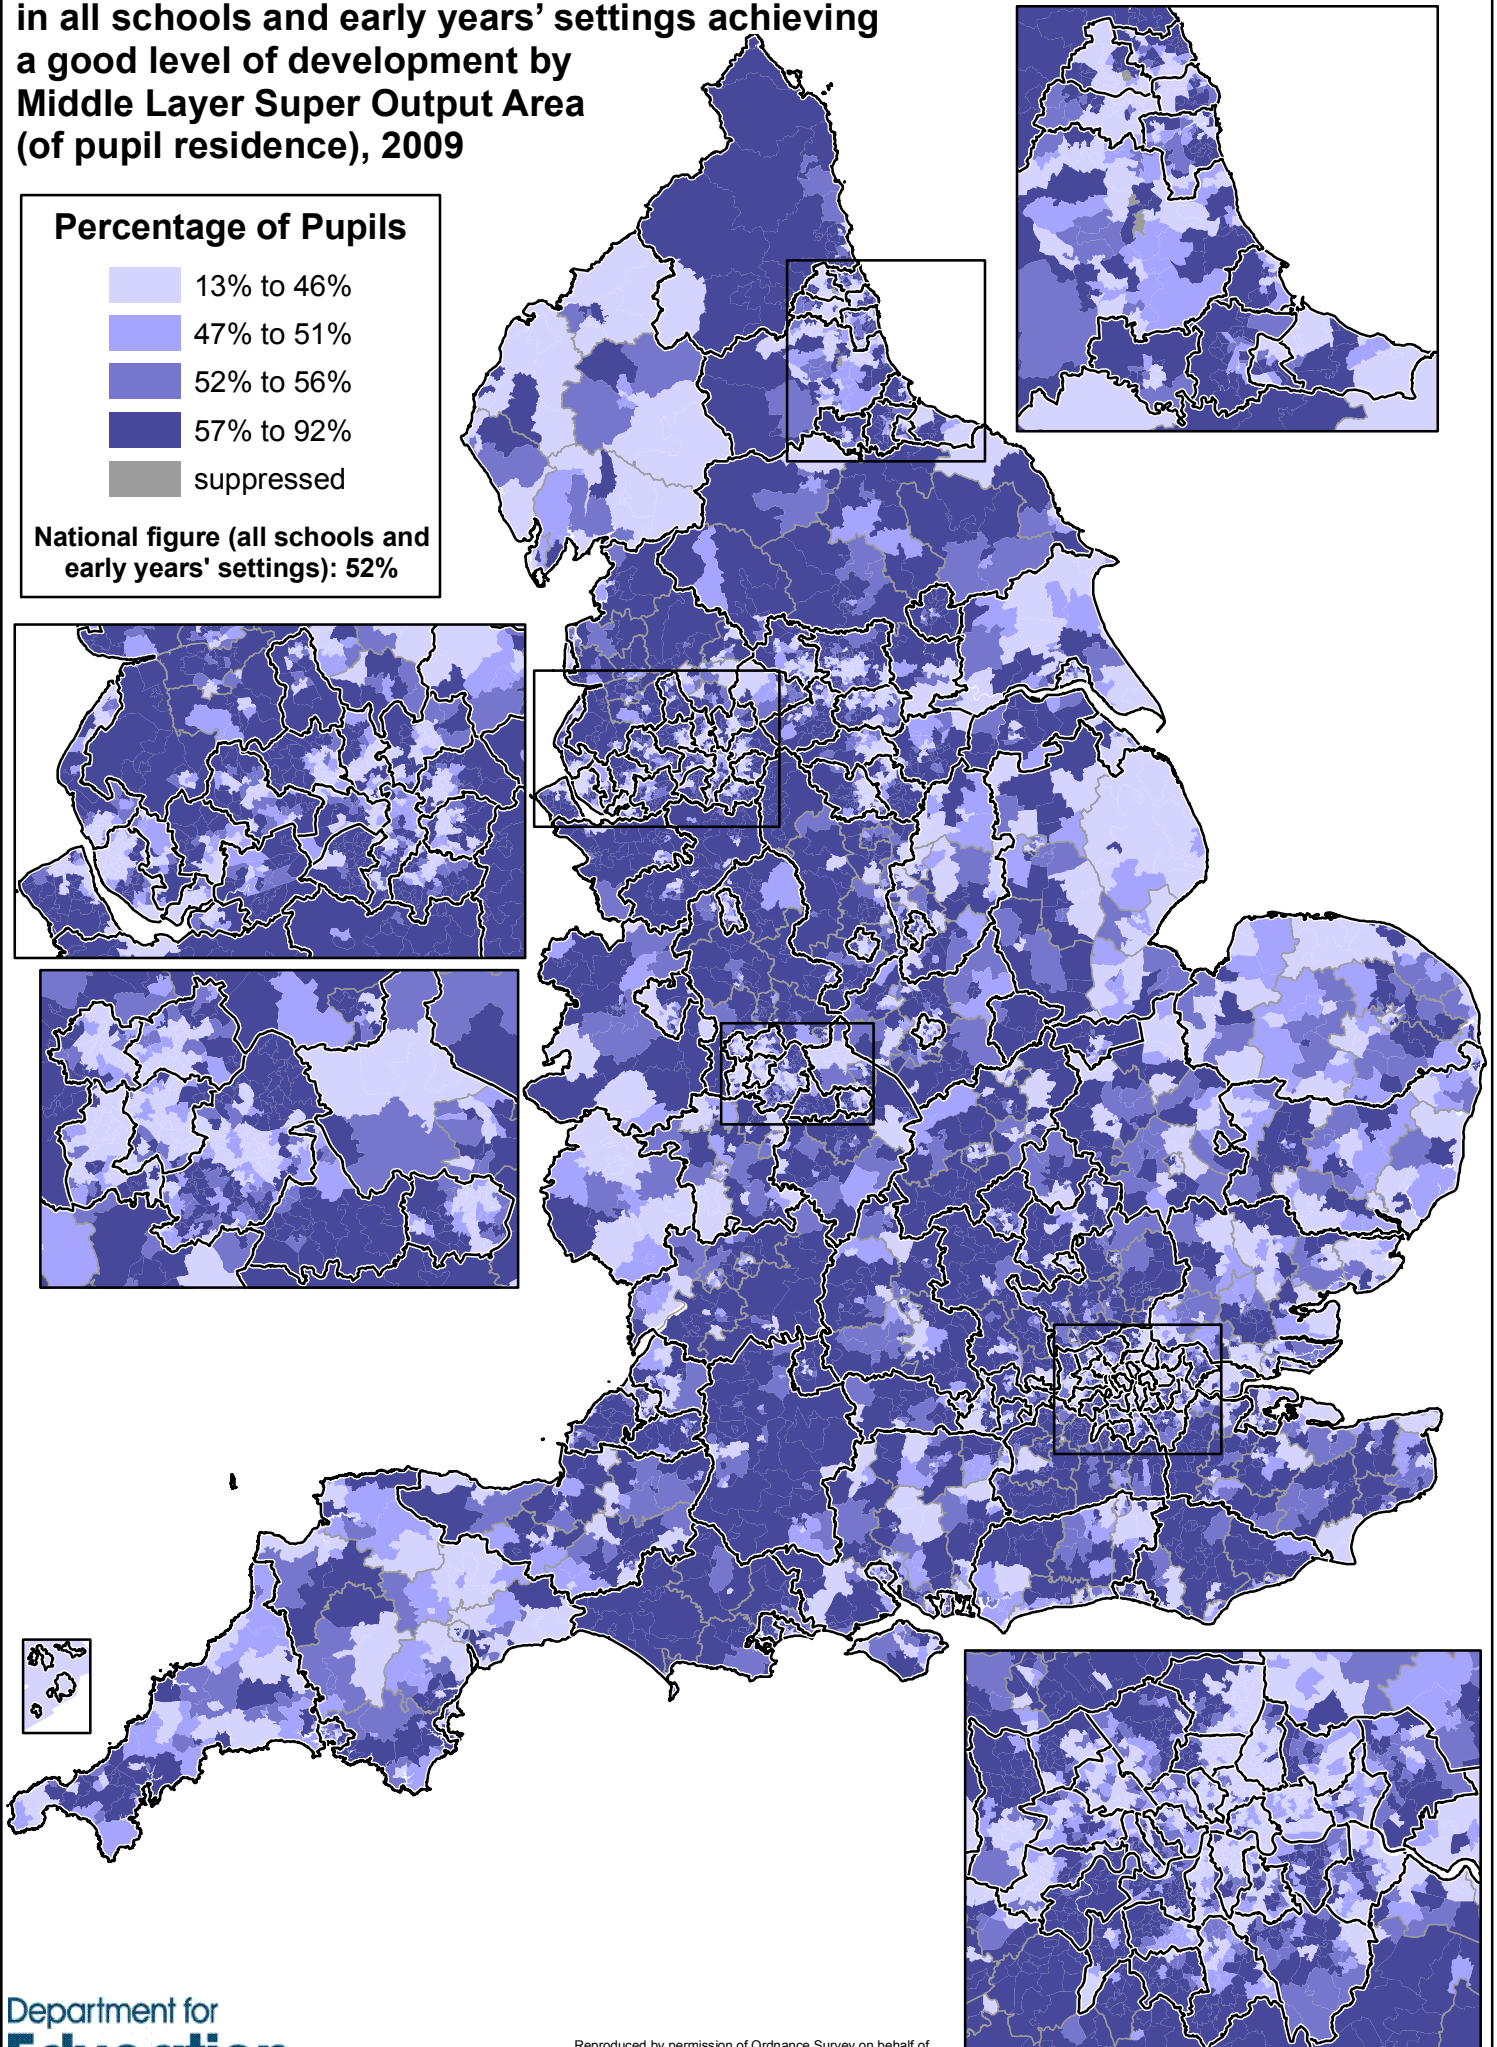 in all schools and early years’ settings achieving
a good level of development by
Middle Layer Super Output Area
(of pupil residence), 2009
Percentage of Pupils
13% to 46%
47% to 51%
52% to 56%
57% to 92%
suppressed
National figure (all schools and
early years' settings): 52%
Department for
Education
Reproduced by permission of Ordnance Survey on behalf of